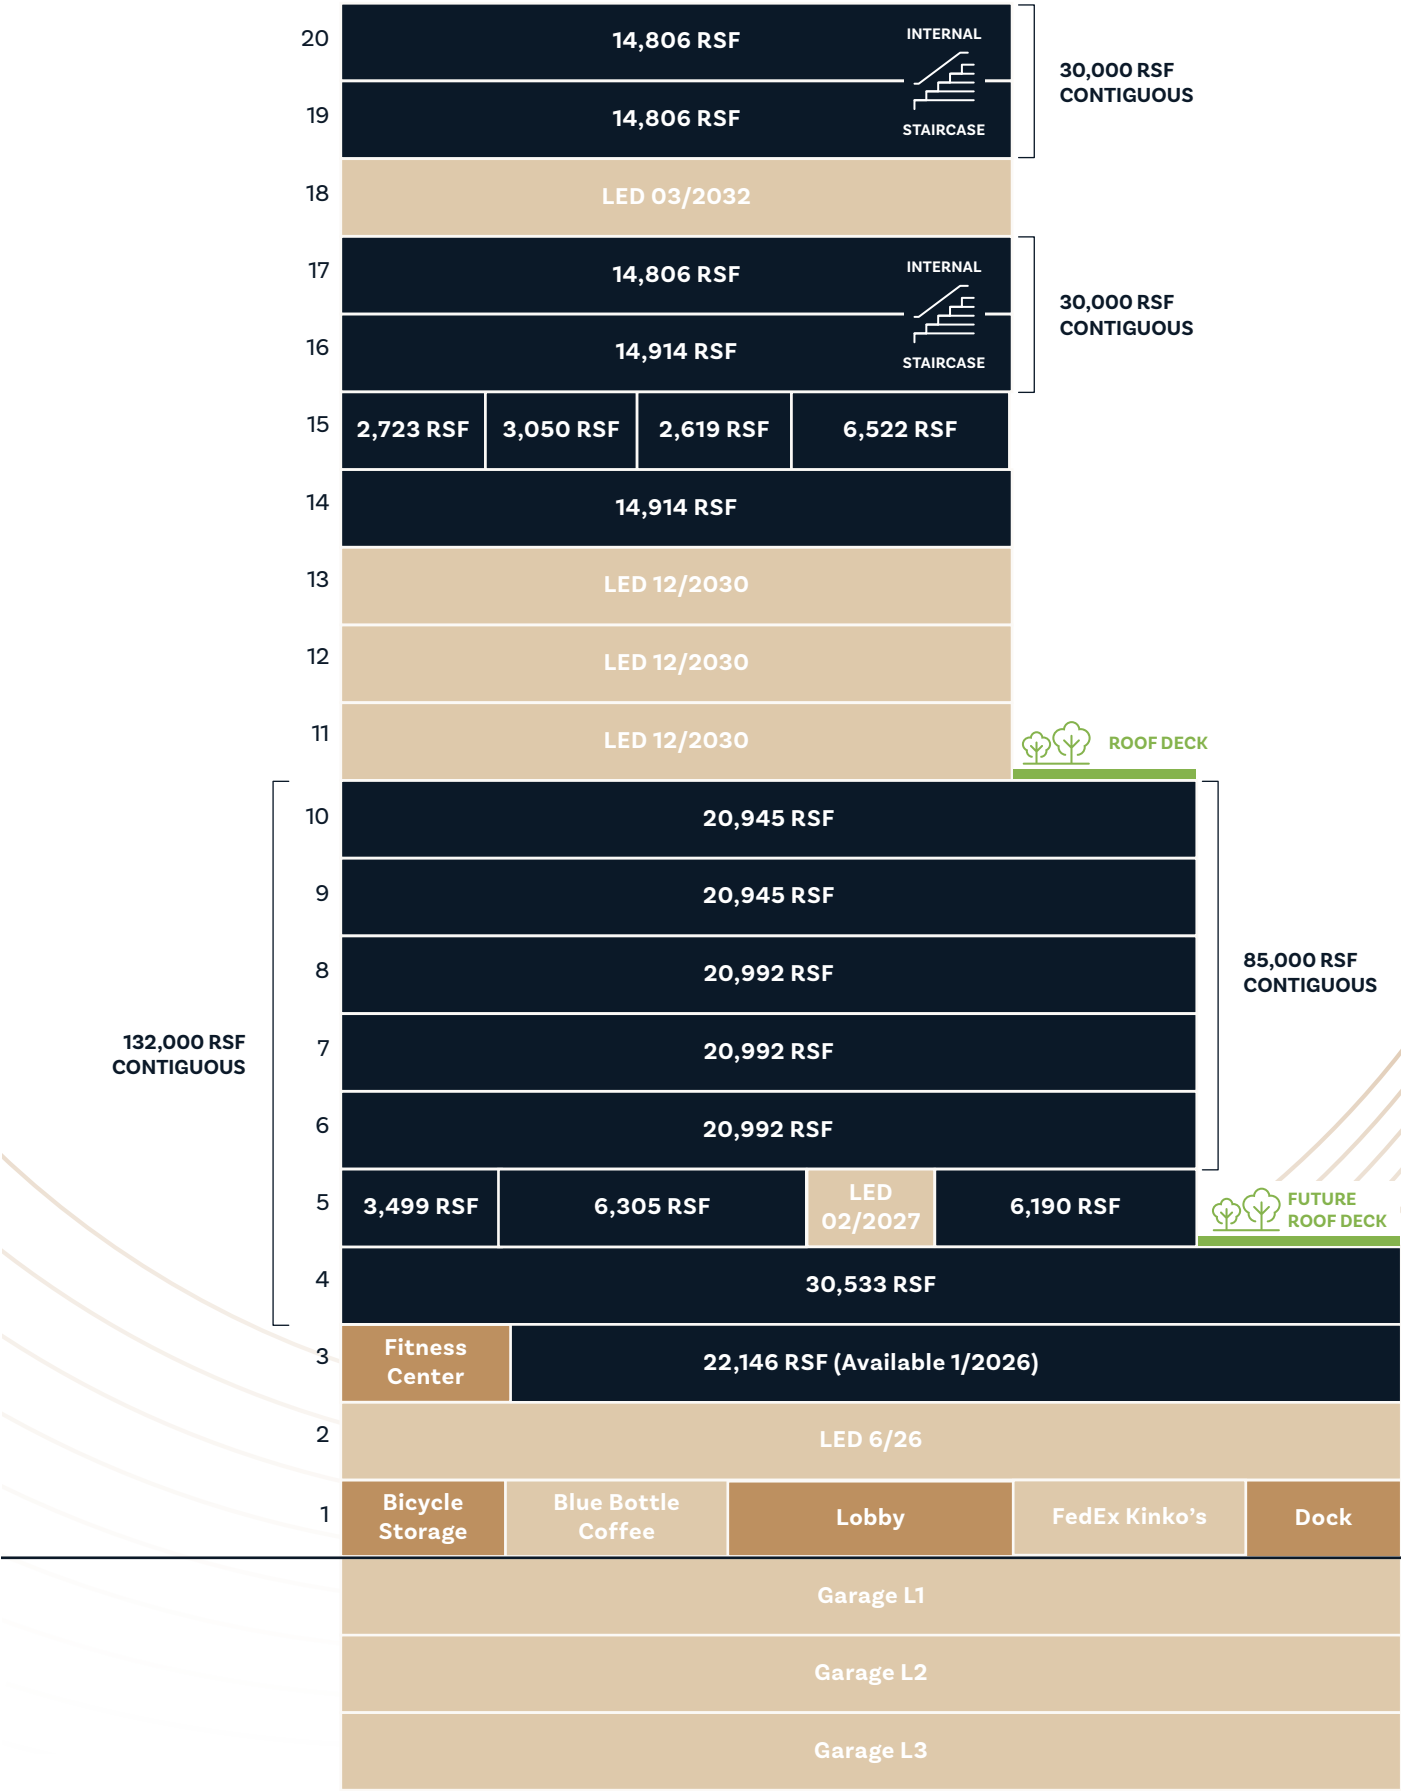 20
14,806 RSF
INTERNAL
STAIRCASE
30,000 RSF
CONTIGUOUS
19
14,806 RSF
18
LED 03/2032
17
14,806 RSF
INTERNAL
STAIRCASE
30,000 RSF
CONTIGUOUS
16
14,914 RSF
15
2,723 RSF
3,050 RSF
2,619 RSF
6,522 RSF
14
14,914 RSF
13
LED 12/2030
12
LED 12/2030
11
LED 12/2030
ROOF DECK
10
20,945 RSF
9
20,945 RSF
8
20,992 RSF
85,000 RSF
CONTIGUOUS
132,000 RSF
CONTIGUOUS
7
20,992 RSF
6
20,992 RSF
5
3,499 RSF
6,305 RSF
LED
02/2027
6,190 RSF
FUTURE
ROOF DECK
4
30,533 RSF
3
Fitness
Center
22,146 RSF (Available 1/2026)
2
LED 6/26
1
Bicycle
Storage
Blue Bottle
Coffee
Lobby
FedEx Kinko's
Dock
Garage L1
Garage L2
Garage L3